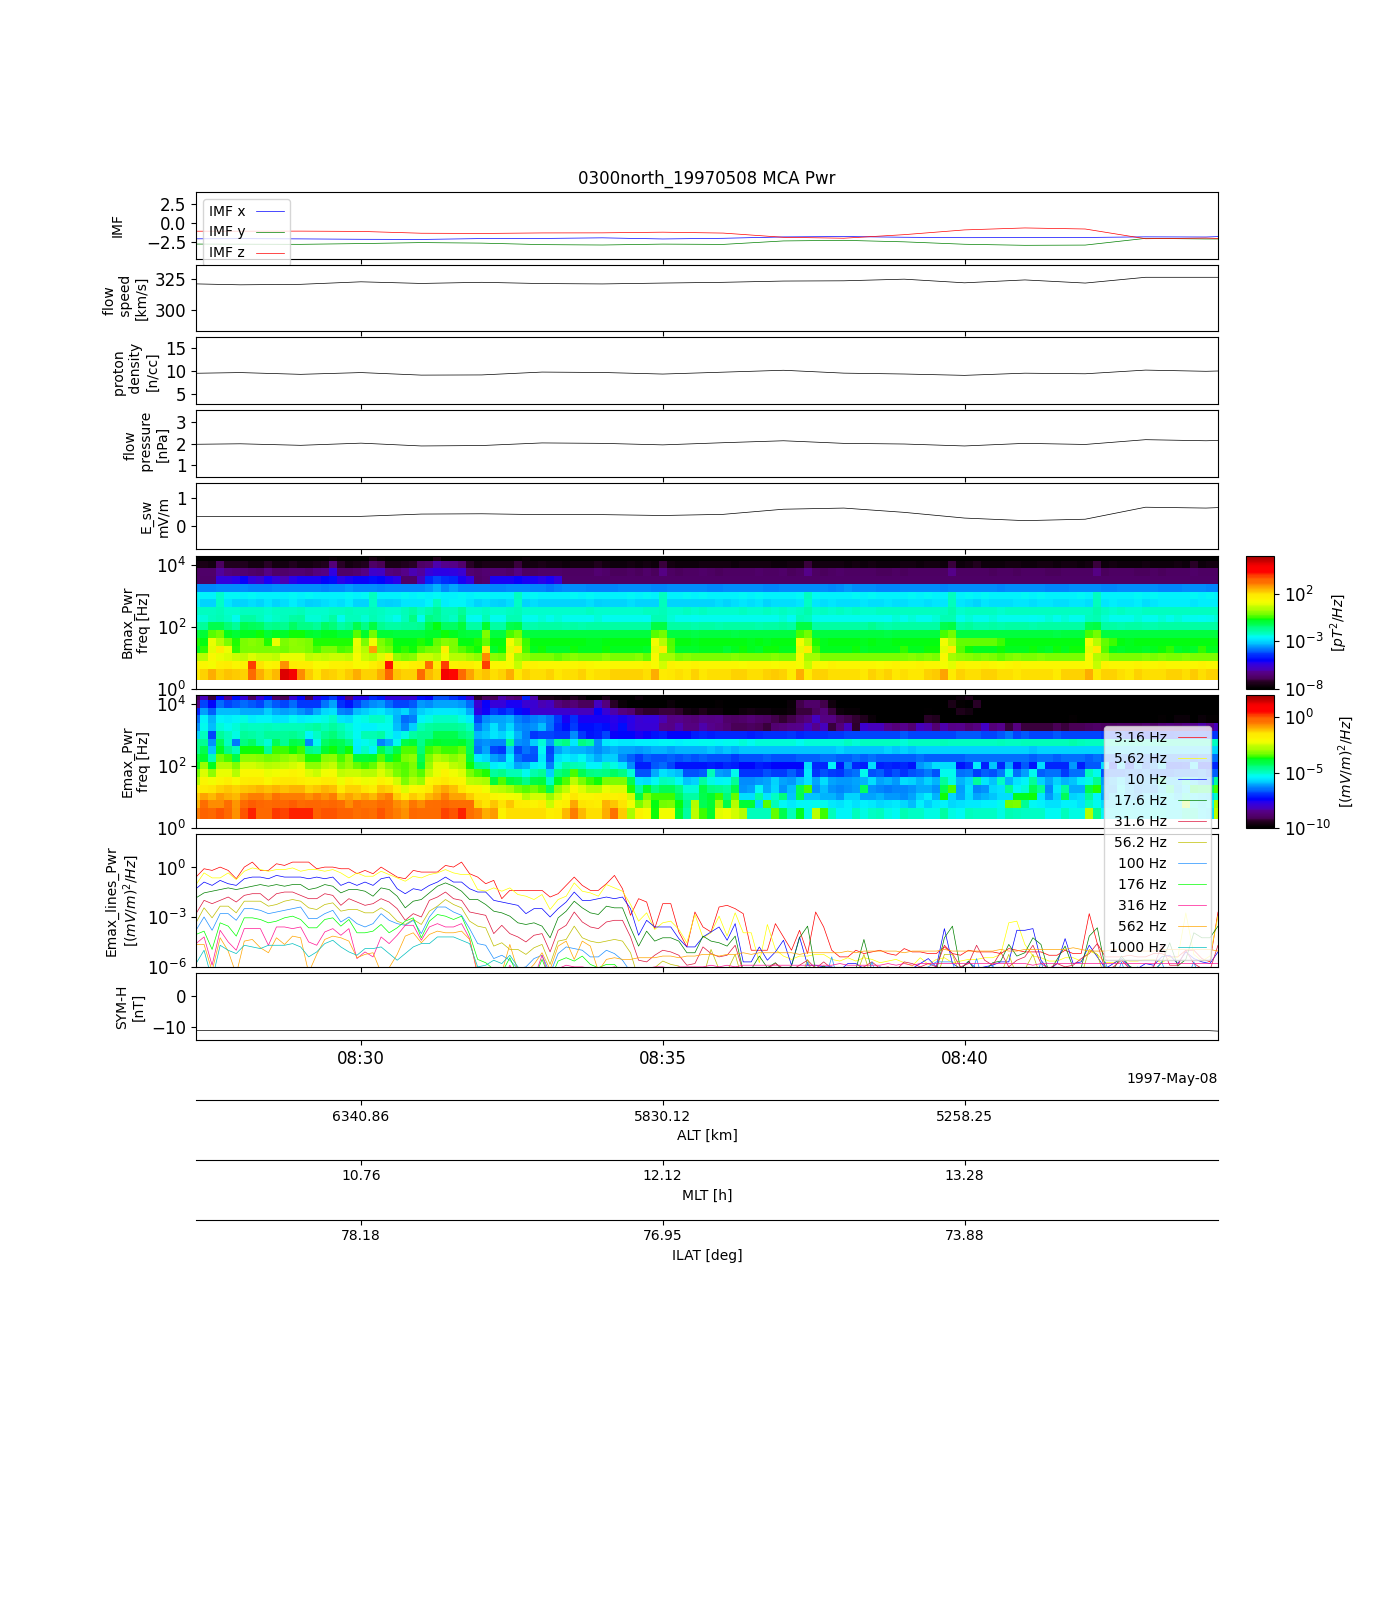 0300north_19970508 MCA Pwr
IMF
2.5
0.0
−2.5
IMF x
IMF y
IMF z
flow
speed
[km/s]
325
300
proton
density
[n/cc]
15
10
5
flow
pressure
[nPa]
3
2
1
E_sw
mV/m
1
0
Bmax_Pwr
freq [Hz]
10^4
10^2
10^0
10^2
10^−3
10^−8
[pT^2/Hz]
Emax_Pwr
freq [Hz]
10^4
10^2
10^0
10^0
10^−5
10^−10
[(mV/m)^2/Hz]
3.16 Hz
5.62 Hz
10 Hz
17.6 Hz
31.6 Hz
56.2 Hz
100 Hz
176 Hz
316 Hz
562 Hz
1000 Hz
Emax_lines_Pwr
[(mV/m)^2/Hz]
10^0
10^−3
10^−6
SYM-H
[nT]
0
−10
08:30 08:35 08:40
1997-May-08
6340.86 5830.12 5258.25
ALT [km]
10.76 12.12 13.28
MLT [h]
78.18 76.95 73.88
ILAT [deg]